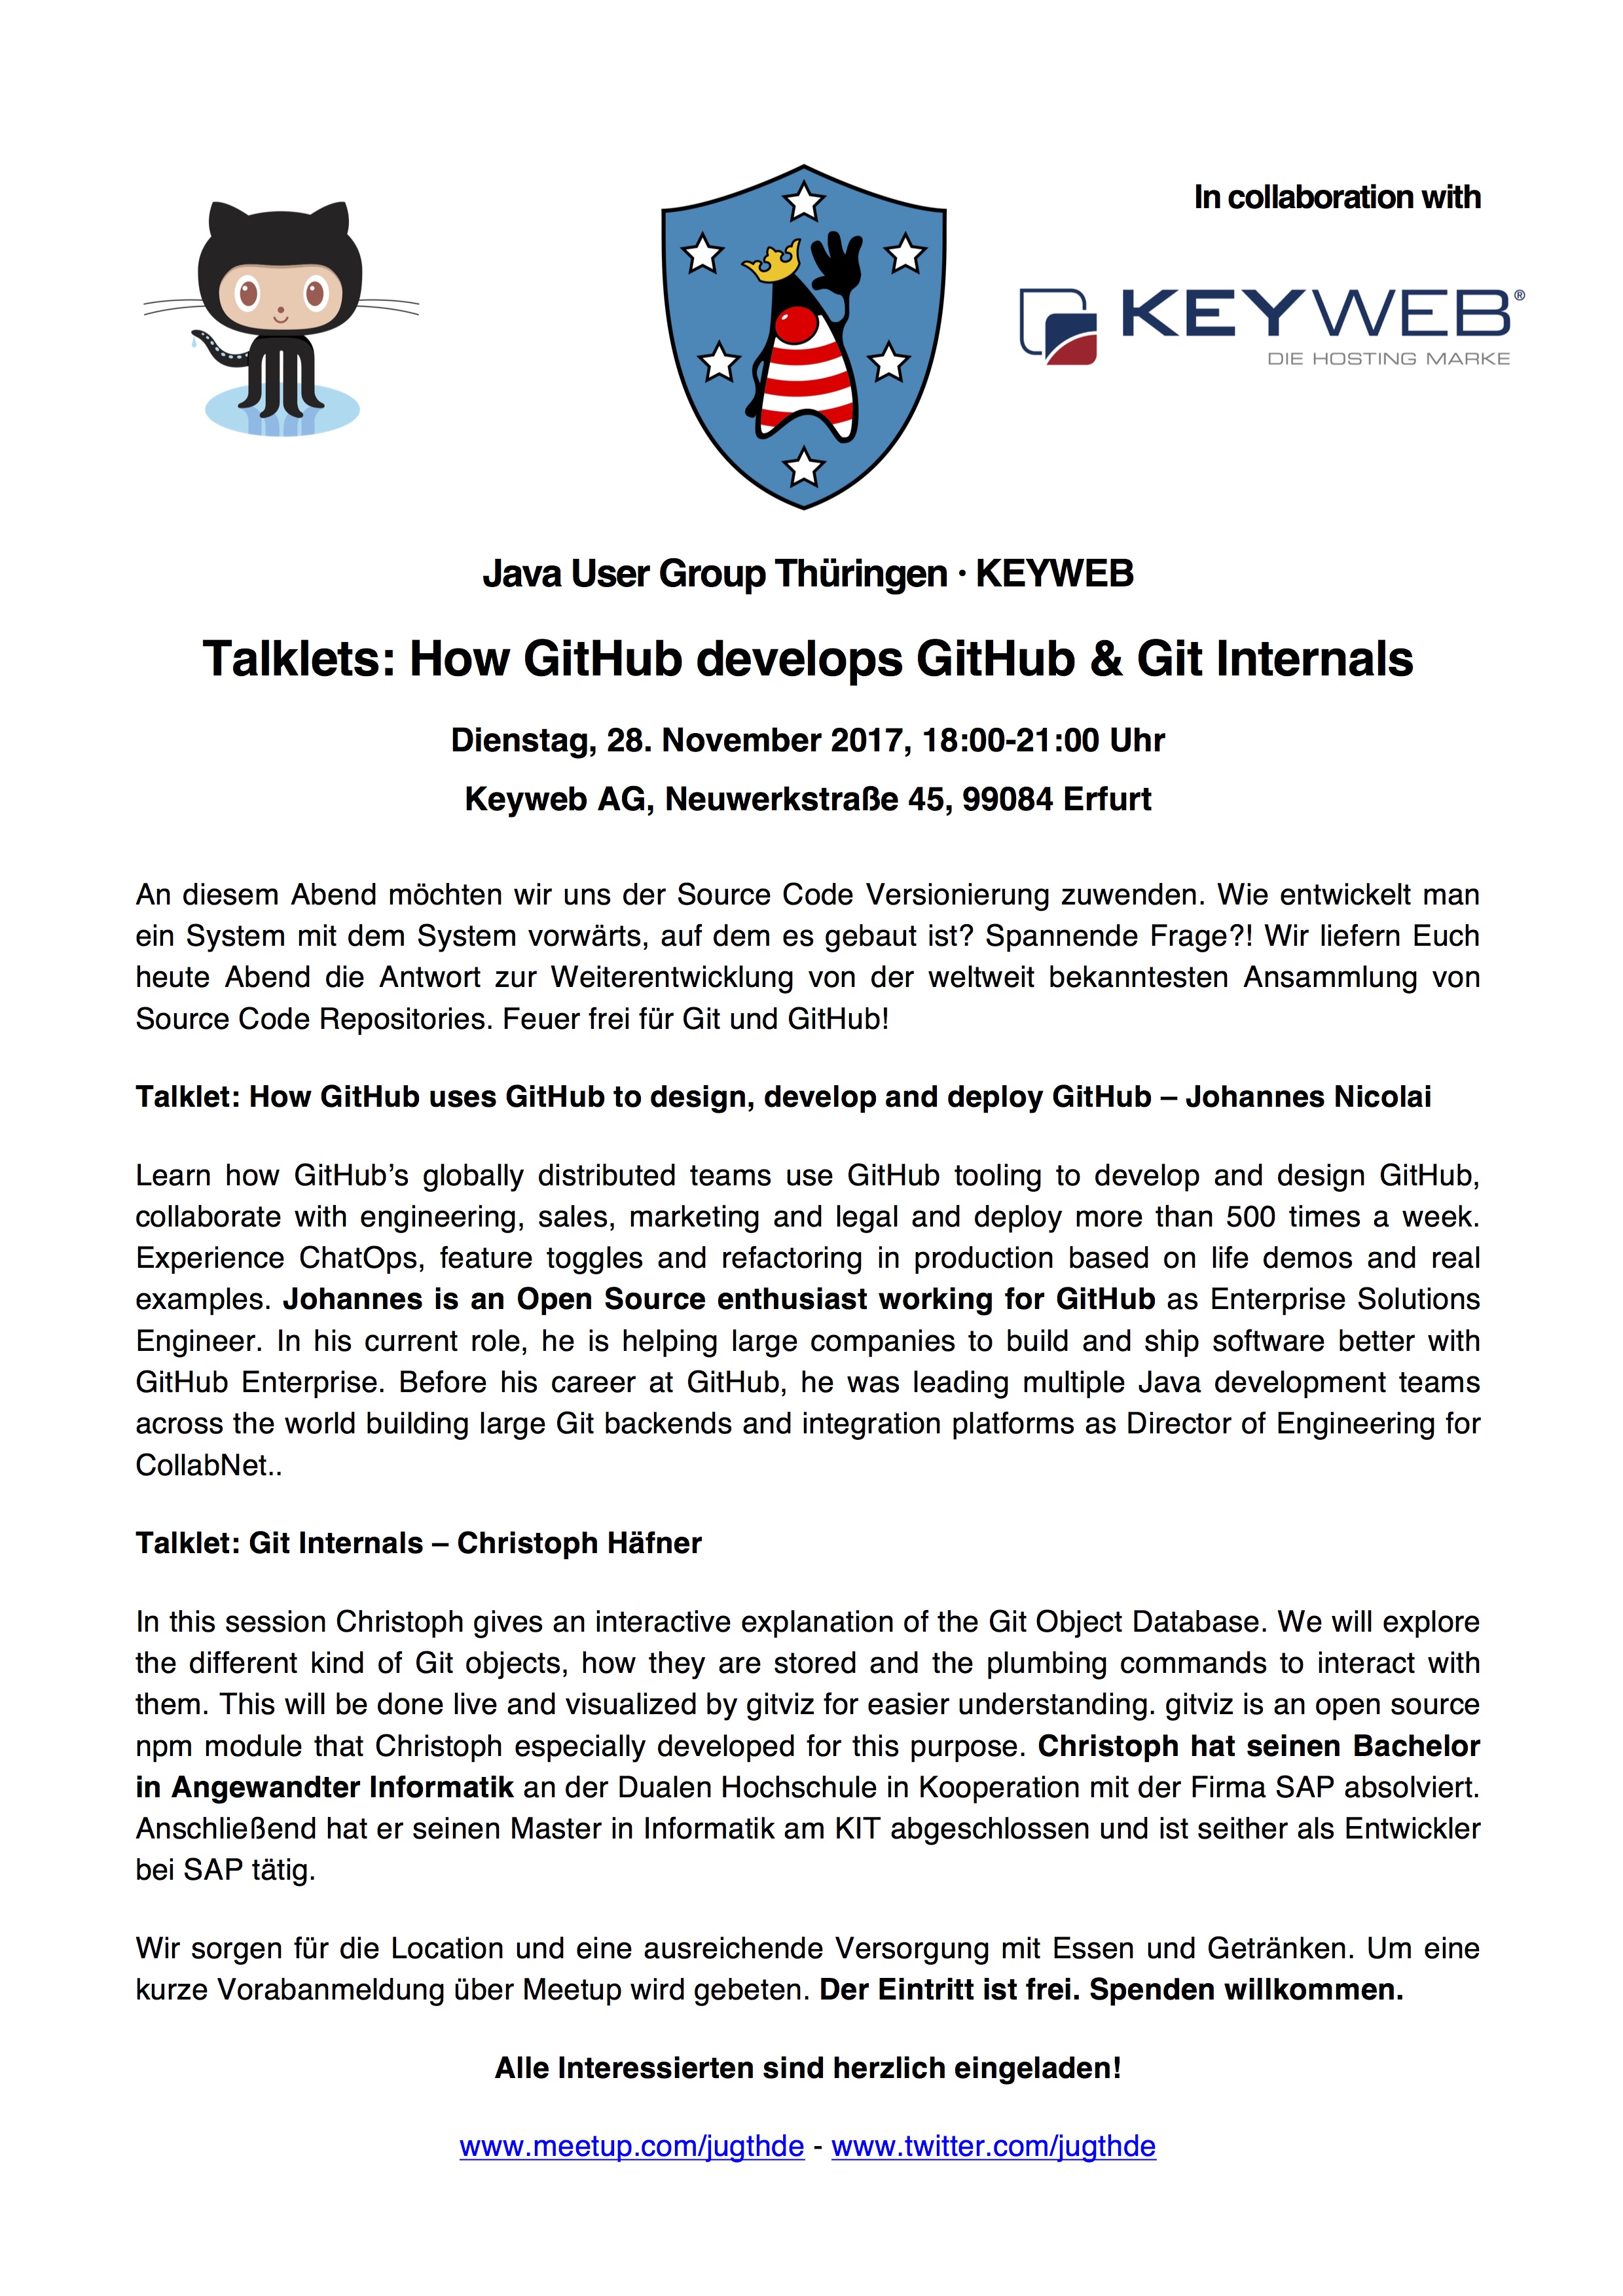 In collaboration with
KEYWEB®
DIE HOSTING MARKE
Java User Group Thüringen · KEYWEB
Talklets: How GitHub develops GitHub & Git Internals
Dienstag, 28. November 2017, 18:00-21:00 Uhr
Keyweb AG, Neuwerkstraße 45, 99084 Erfurt
An diesem Abend möchten wir uns der Source Code Versionierung zuwenden. Wie entwickelt man
ein System mit dem System vorwärts, auf dem es gebaut ist? Spannende Frage?! Wir liefern Euch
heute Abend die Antwort zur Weiterentwicklung von der weltweit bekanntesten Ansammlung von
Source Code Repositories. Feuer frei für Git und GitHub!
Talklet: How GitHub uses GitHub to design, develop and deploy GitHub – Johannes Nicolai
Learn how GitHub’s globally distributed teams use GitHub tooling to develop and design GitHub,
collaborate with engineering, sales, marketing and legal and deploy more than 500 times a week.
Experience ChatOps, feature toggles and refactoring in production based on life demos and real
examples. Johannes is an Open Source enthusiast working for GitHub as Enterprise Solutions
Engineer. In his current role, he is helping large companies to build and ship software better with
GitHub Enterprise. Before his career at GitHub, he was leading multiple Java development teams
across the world building large Git backends and integration platforms as Director of Engineering for
CollabNet..
Talklet: Git Internals – Christoph Häfner
In this session Christoph gives an interactive explanation of the Git Object Database. We will explore
the different kind of Git objects, how they are stored and the plumbing commands to interact with
them. This will be done live and visualized by gitviz for easier understanding. gitviz is an open source
npm module that Christoph especially developed for this purpose. Christoph hat seinen Bachelor
in Angewandter Informatik an der Dualen Hochschule in Kooperation mit der Firma SAP absolviert.
Anschließend hat er seinen Master in Informatik am KIT abgeschlossen und ist seither als Entwickler
bei SAP tätig.
Wir sorgen für die Location und eine ausreichende Versorgung mit Essen und Getränken. Um eine
kurze Vorabanmeldung über Meetup wird gebeten. Der Eintritt ist frei. Spenden willkommen.
Alle Interessierten sind herzlich eingeladen!
www.meetup.com/jugthde - www.twitter.com/jugthde